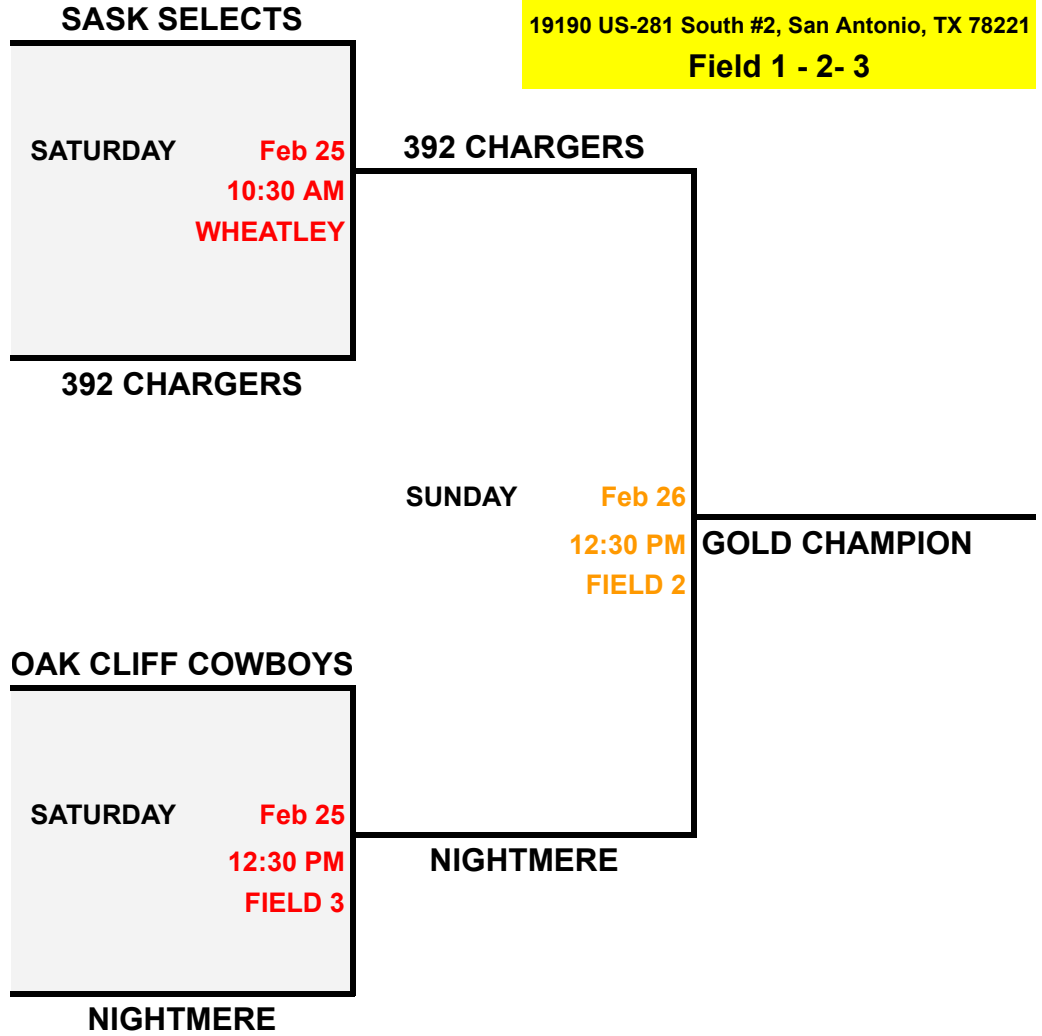 SASK SELECTS
19190 US-281 South #2, San Antonio, TX 78221
Field 1 - 2- 3
SATURDAY Feb 25
10:30 AM
WHEATLEY
392 CHARGERS
392 CHARGERS
SUNDAY Feb 26
12:30 PM
FIELD 2
GOLD CHAMPION
OAK CLIFF COWBOYS
SATURDAY Feb 25
12:30 PM
FIELD 3
NIGHTMERE
NIGHTMERE